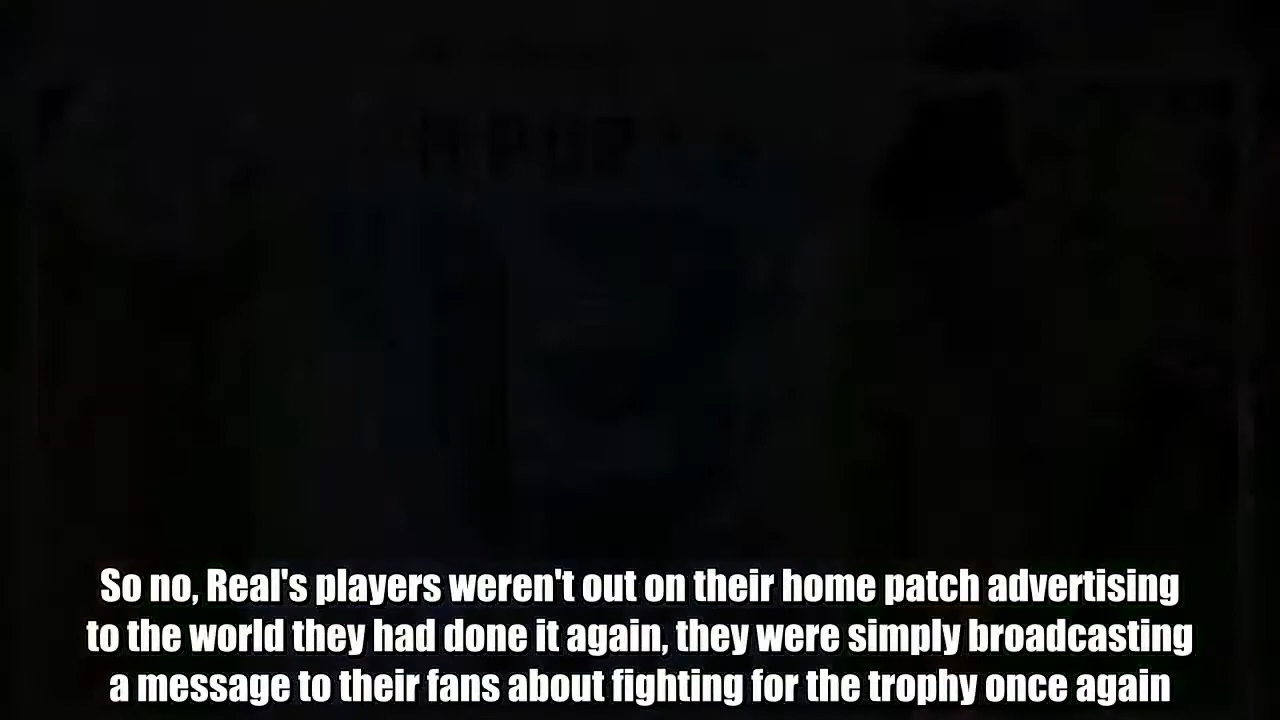 So no, Real's players weren't out on their home patch advertising
to the world they had done it again, they were simply broadcasting
a message to their fans about fighting for the trophy once again